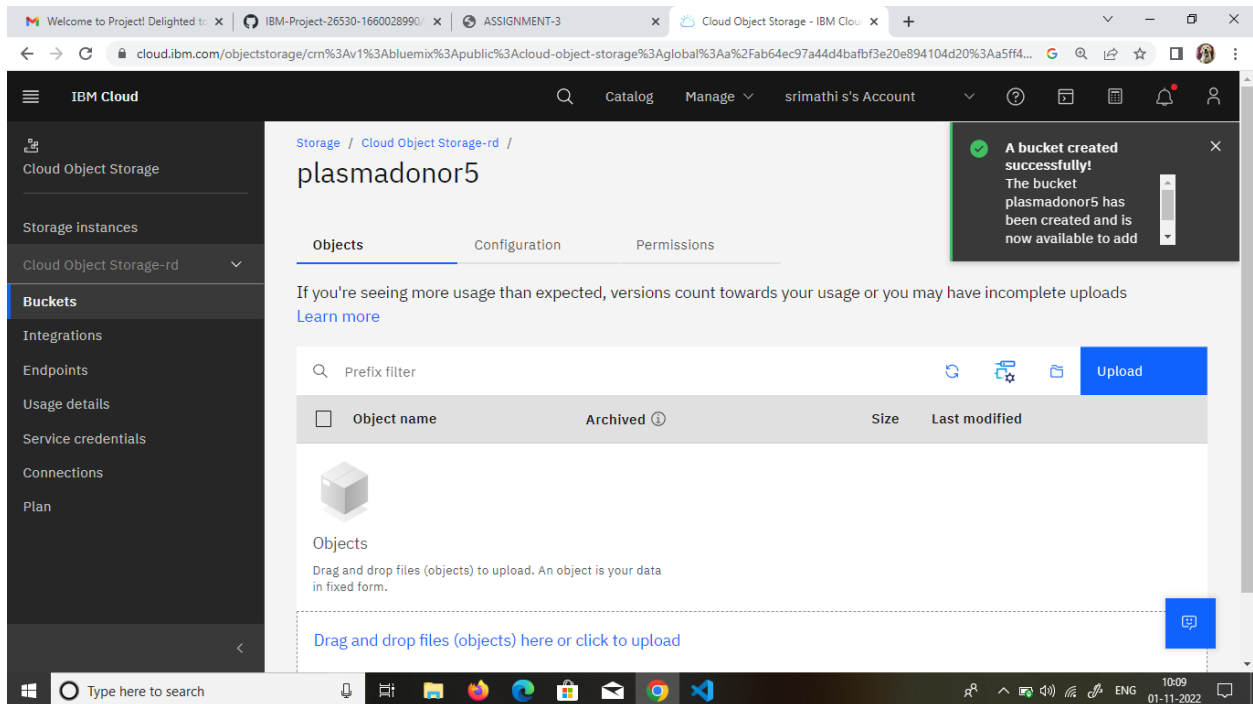 Welcome to Project! Delighted to
IBM-Project-26530-1660028990/
ASSIGNMENT-3
Cloud Object Storage - IBM Clou
cloud.ibm.com/objectstorage/crn%3Av1%3Abluemix%3Apublic%3Acloud-object-storage%3Aglobal%3Aa%2Fab64ec97a44d4bafbf3e20e894104d20%3Aa5ff4...
IBM Cloud
Catalog
Manage
srimathi s's Account
Cloud Object Storage
Storage instances
Cloud Object Storage-rd
Buckets
Integrations
Endpoints
Usage details
Service credentials
Connections
Plan
Storage / Cloud Object Storage-rd /
plasmadonor5
A bucket created
successfully!
The bucket
plasmadonor5 has
been created and is
now available to add
Objects
Configuration
Permissions
If you're seeing more usage than expected, versions count towards your usage or you may have incomplete uploads
Learn more
Prefix filter
Upload
Object name
Archived
Size
Last modified
Objects
Drag and drop files (objects) to upload. An object is your data
in fixed form.
Drag and drop files (objects) here or click to upload
Type here to search
ENG
10:09
01-11-2022